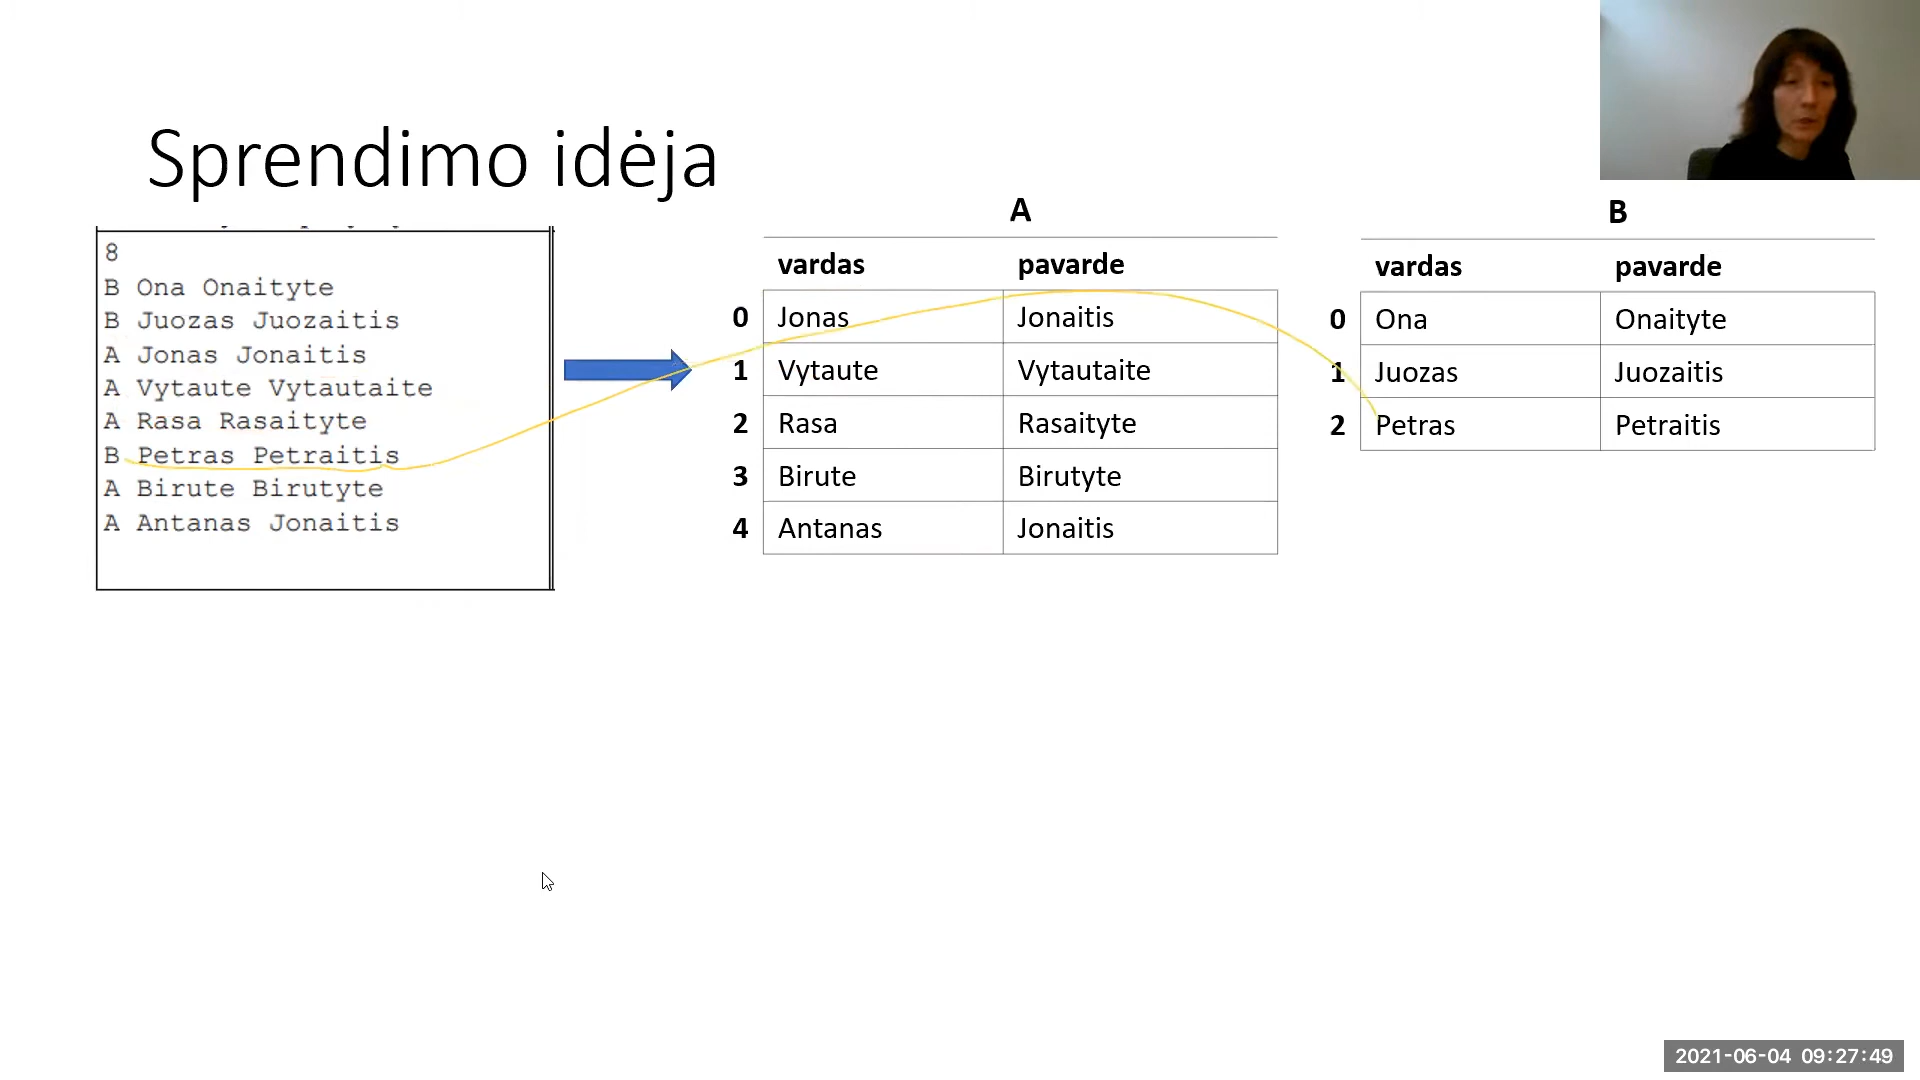 Sprendimo idėja
8
B Ona Onaityte
B Juozas Juozaitis
A Jonas Jonaitis
A Vytaute Vytautaite
A Rasa Rasaityte
B Petras Petraitis
A Birute Birutyte
A Antanas Jonaitis
A
vardas pavarde
0 Jonas Jonaitis
1 Vytaute Vytautaite
2 Rasa Rasaityte
3 Birute Birutyte
4 Antanas Jonaitis
B
vardas pavarde
0 Ona Onaityte
1 Juozas Juozaitis
2 Petras Petraitis
2021-06-04 09:27:49